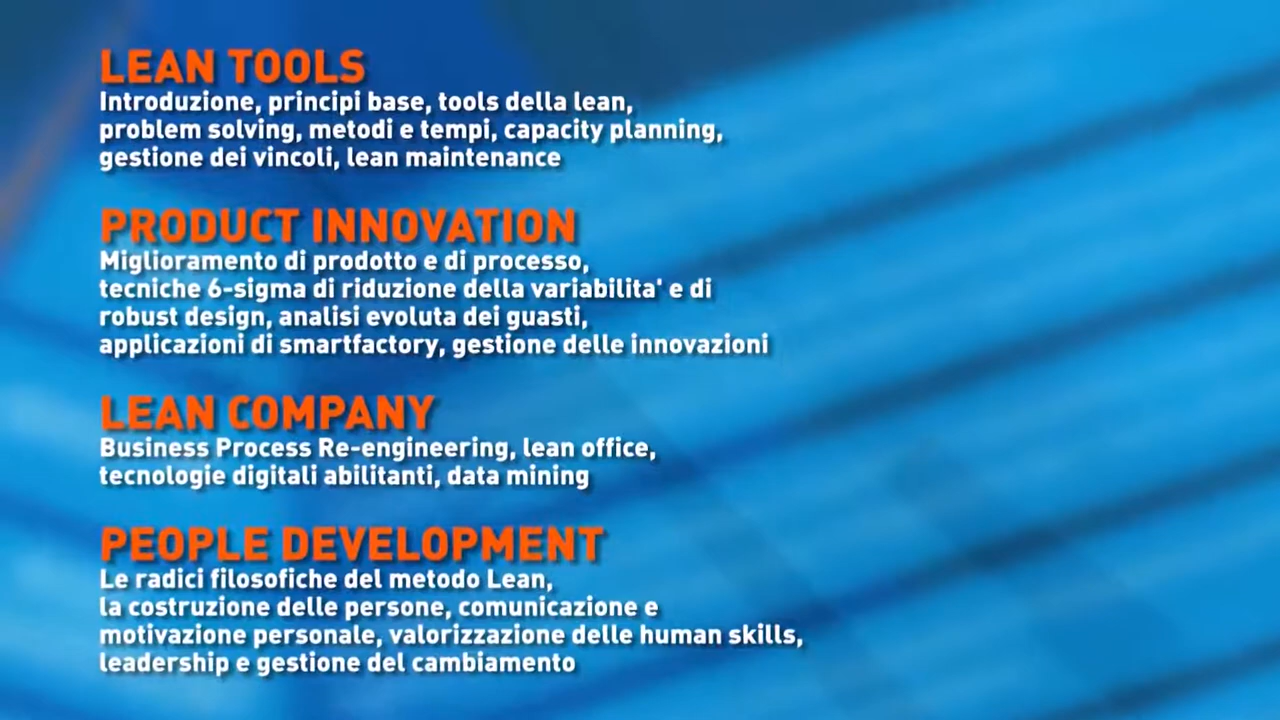 LEAN TOOLS
Introduzione, principi base, tools della lean,
problem solving, metodi e tempi, capacity planning,
gestione dei vincoli, lean maintenance
PRODUCT INNOVATION
Miglioramento di prodotto e di processo,
tecniche 6-sigma di riduzione della variabilita' e di
robust design, analisi evoluta dei guasti,
applicazioni di smartfactory, gestione delle innovazioni
LEAN COMPANY
Business Process Re-engineering, lean office,
tecnologie digitali abilitanti, data mining
PEOPLE DEVELOPMENT
Le radici filosofiche del metodo Lean,
la costruzione delle persone, comunicazione e
motivazione personale, valorizzazione delle human skills,
leadership e gestione del cambiamento